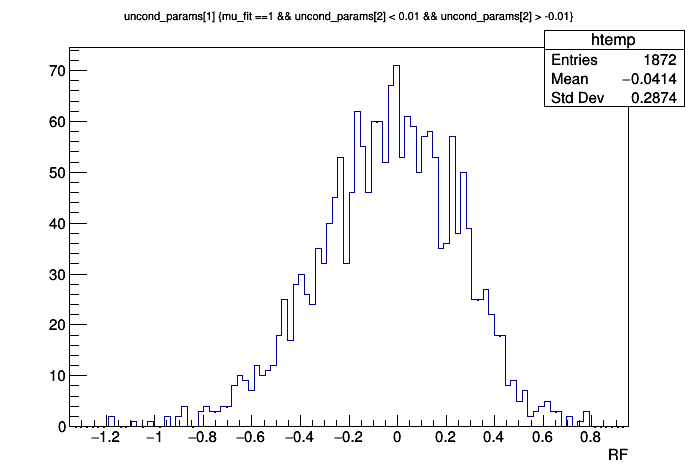 uncond_params[1] {mu_fit ==1 && uncond_params[2] < 0.01 && uncond_params[2] > -0.01}
htemp
Entries 1872
Mean −0.0414
Std Dev 0.2874
70
60
50
40
30
20
10
0
−1.2 −1 −0.8 −0.6 −0.4 −0.2 0 0.2 0.4 0.6 0.8
RF